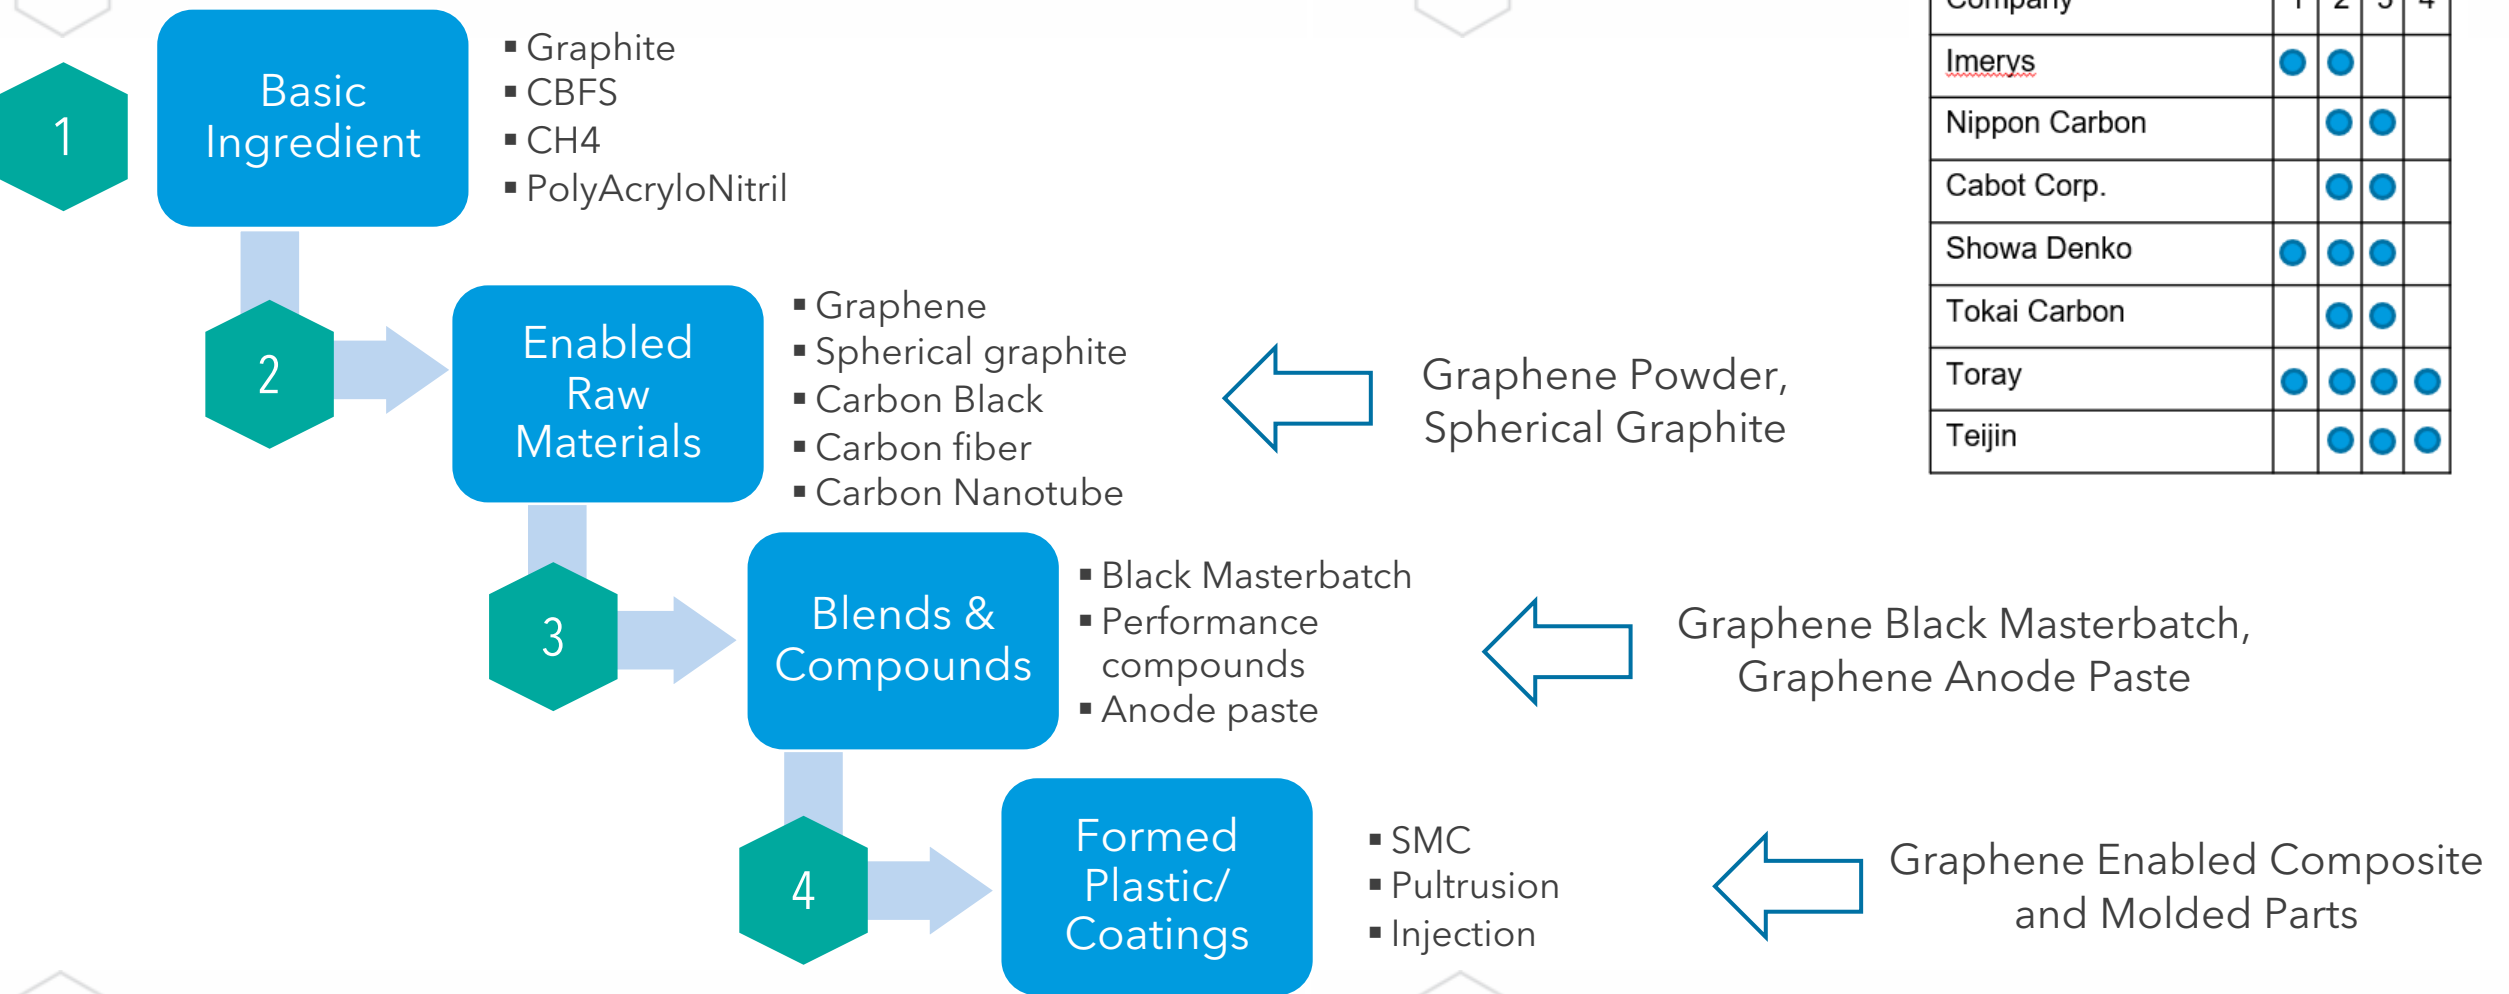 1
Basic
Ingredient
Graphite
CBFS
CH4
PolyAcryloNitril
2
Enabled
Raw
Materials
Graphene
Spherical graphite
Carbon Black
Carbon fiber
Carbon Nanotube
Graphene Powder,
Spherical Graphite
3
Blends &
Compounds
Black Masterbatch
Performance
compounds
Anode paste
Graphene Black Masterbatch,
Graphene Anode Paste
4
Formed
Plastic/
Coatings
SMC
Pultrusion
Injection
Graphene Enabled Composite
and Molded Parts
Company 1 2 3 4
Imerys
Nippon Carbon
Cabot Corp.
Showa Denko
Tokai Carbon
Toray
Teijin